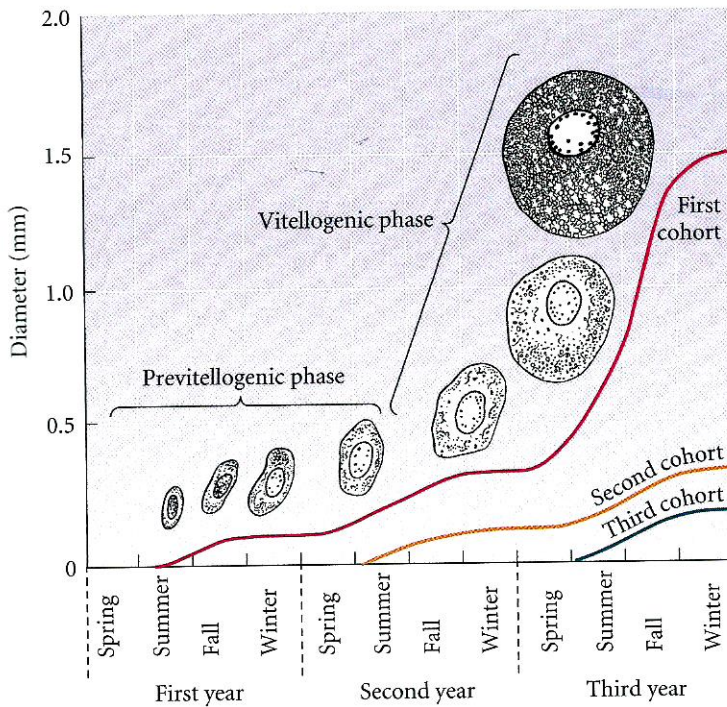 2.0
1.5
1.0
0.5
0
Diameter (mm)
Vitellogenic phase
Previtellogenic phase
First
cohort
Second cohort
Third cohort
Spring
Summer
Fall
Winter
Spring
Summer
Fall
Winter
Spring
Summer
Fall
Winter
First year
Second year
Third year